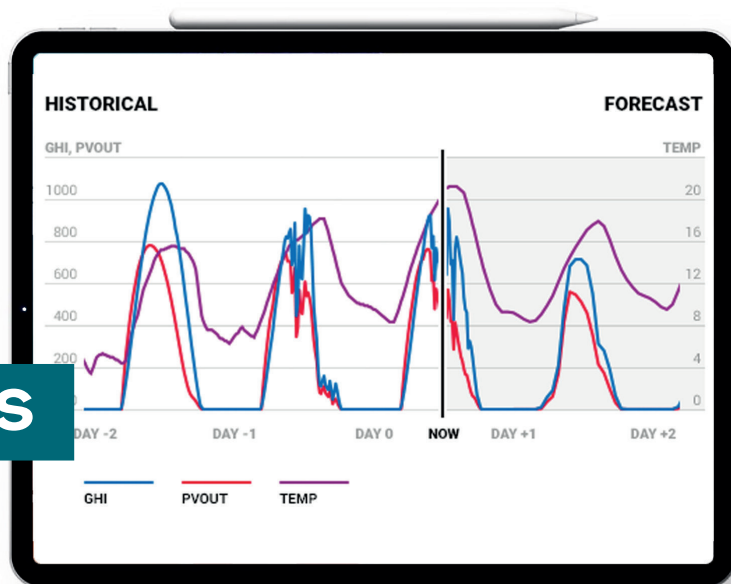 HISTORICAL FORECAST
GHI, PVOUT TEMP
1000 20
800 16
600 12
400 8
200 4
0
S
DAY -2 DAY -1 DAY 0 NOW DAY +1 DAY +2
GHI PVOUT TEMP